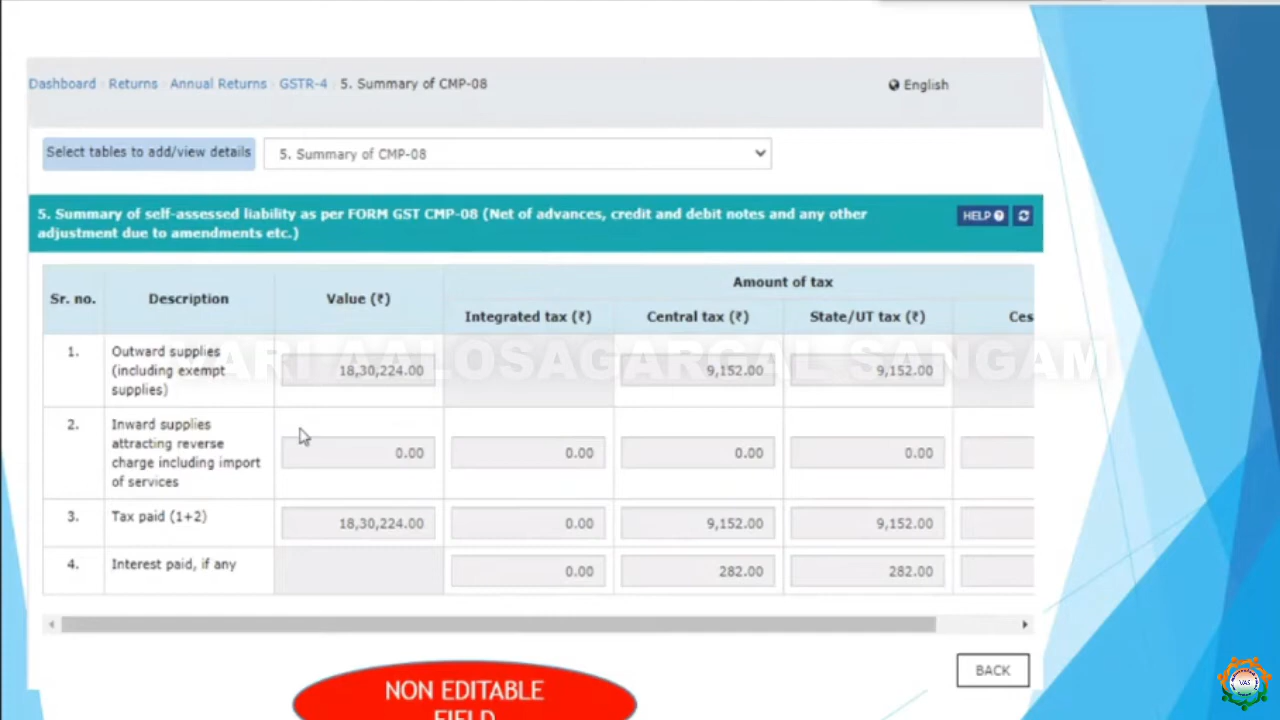 Dashboard Returns Annual Returns GSTR-4 5. Summary of CMP-08
English
Select tables to add/view details
5. Summary of CMP-08
5. Summary of self-assessed liability as per FORM GST CMP-08 (Net of advances, credit and debit notes and any other
adjustment due to amendments etc.)
HELP
Amount of tax
Sr. no. Description Value (₹)
Integrated tax (₹) Central tax (₹) State/UT tax (₹) Ces
ARI AALOSAGARGAL SANGAM
1. Outward supplies
(including exempt
supplies)
18,30,224.00 9,152.00 9,152.00
2. Inward supplies
attracting reverse
charge including import
of services
0.00 0.00 0.00 0.00
3. Tax paid (1+2) 18,30,224.00 0.00 9,152.00 9,152.00
4. Interest paid, if any 0.00 282.00 282.00
BACK
NON EDITABLE
FIELD
VAS